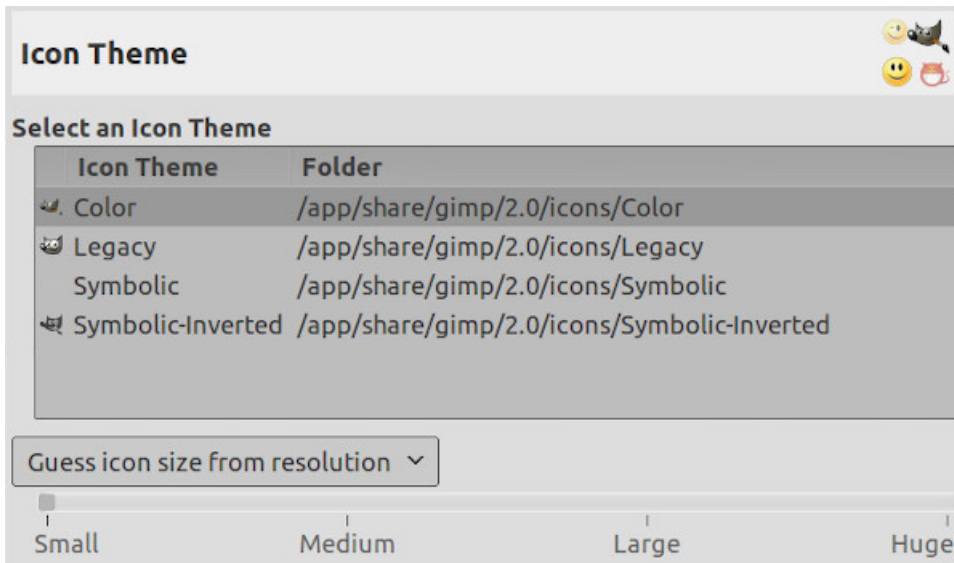 Icon Theme
Select an Icon Theme
Icon Theme Folder
Color /app/share/gimp/2.0/icons/Color
Legacy /app/share/gimp/2.0/icons/Legacy
Symbolic /app/share/gimp/2.0/icons/Symbolic
Symbolic-Inverted /app/share/gimp/2.0/icons/Symbolic-Inverted
Guess icon size from resolution
Small Medium Large Huge